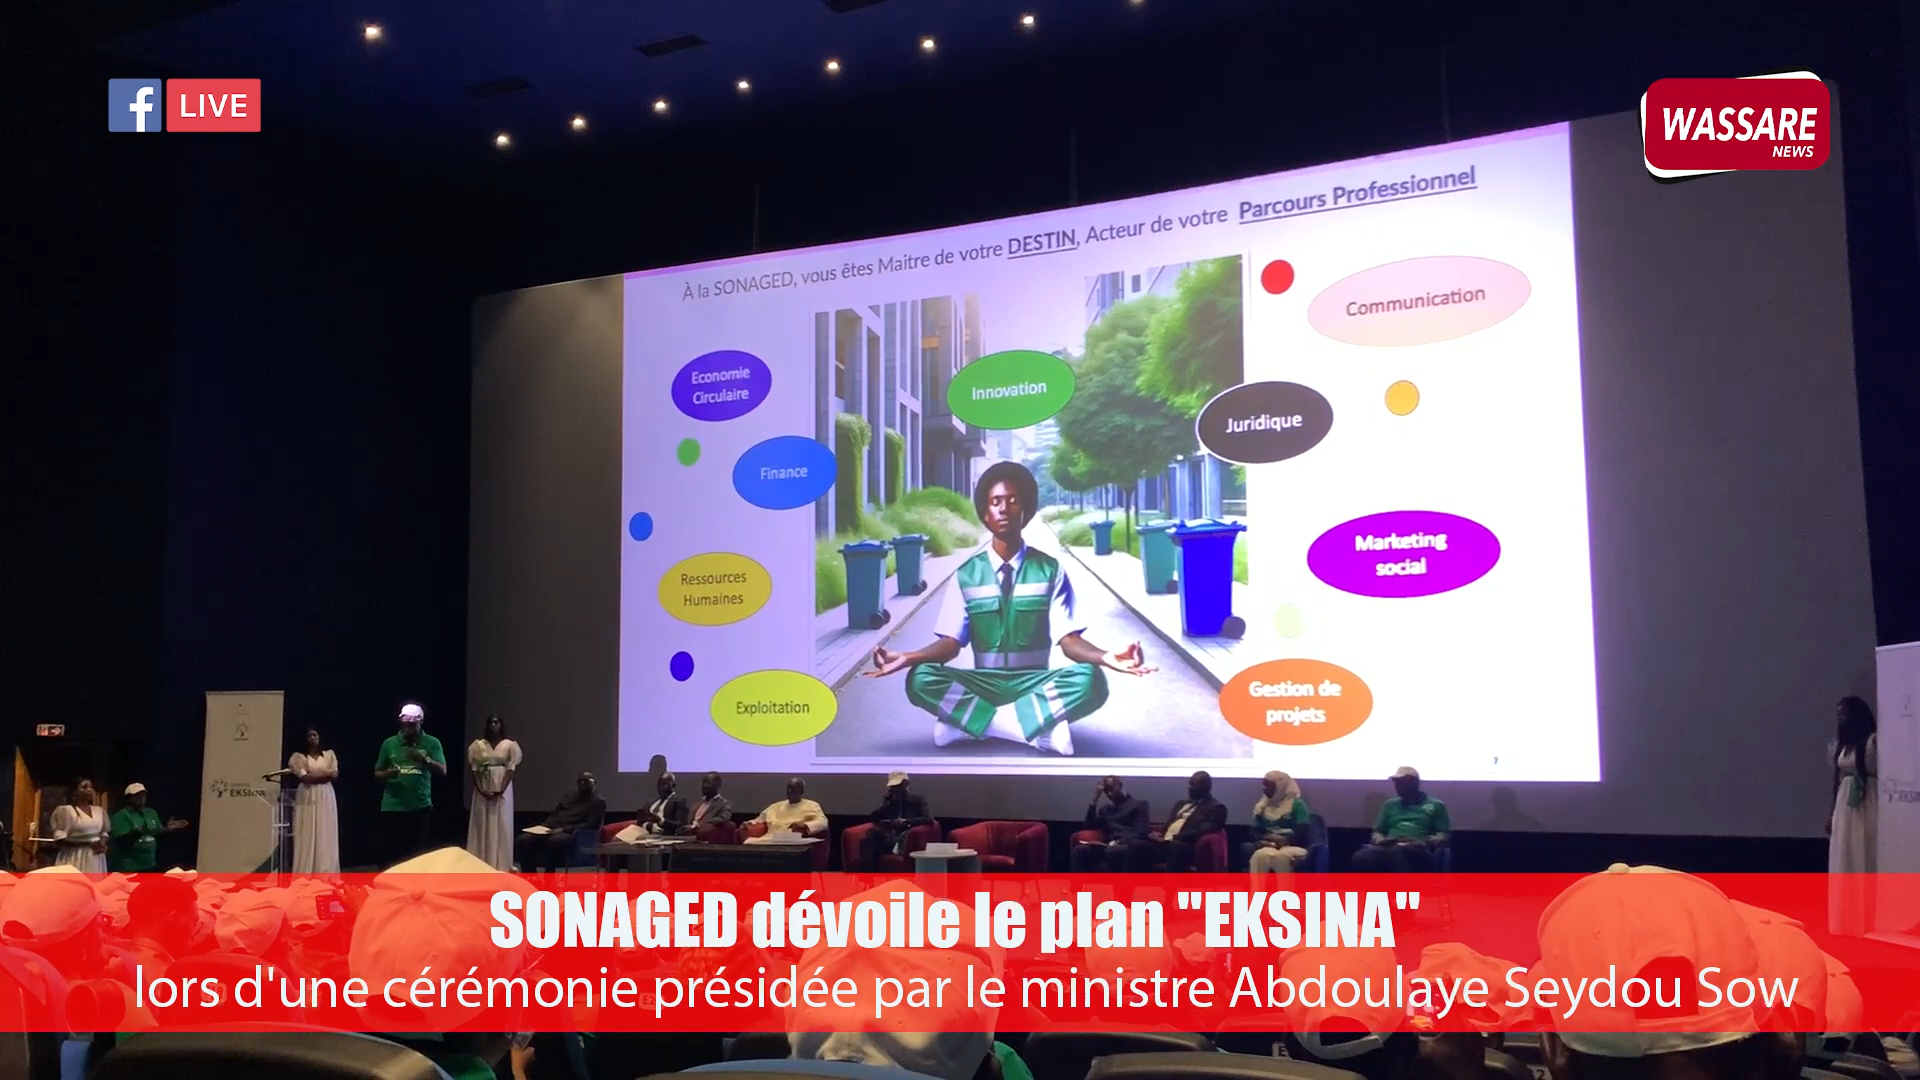 LIVE
WASSARE
NEWS
À la SONAGED, vous êtes Maitre de votre DESTIN, Acteur de votre Parcours Professionnel
Communication
Economie
Circulaire
Innovation
Juridique
Finance
Marketing
social
Ressources
Humaines
Gestion de
projets
Exploitation
EKSINA
SONAGED dévoile le plan "EKSINA"
lors d'une cérémonie présidée par le ministre Abdoulaye Seydou Sow